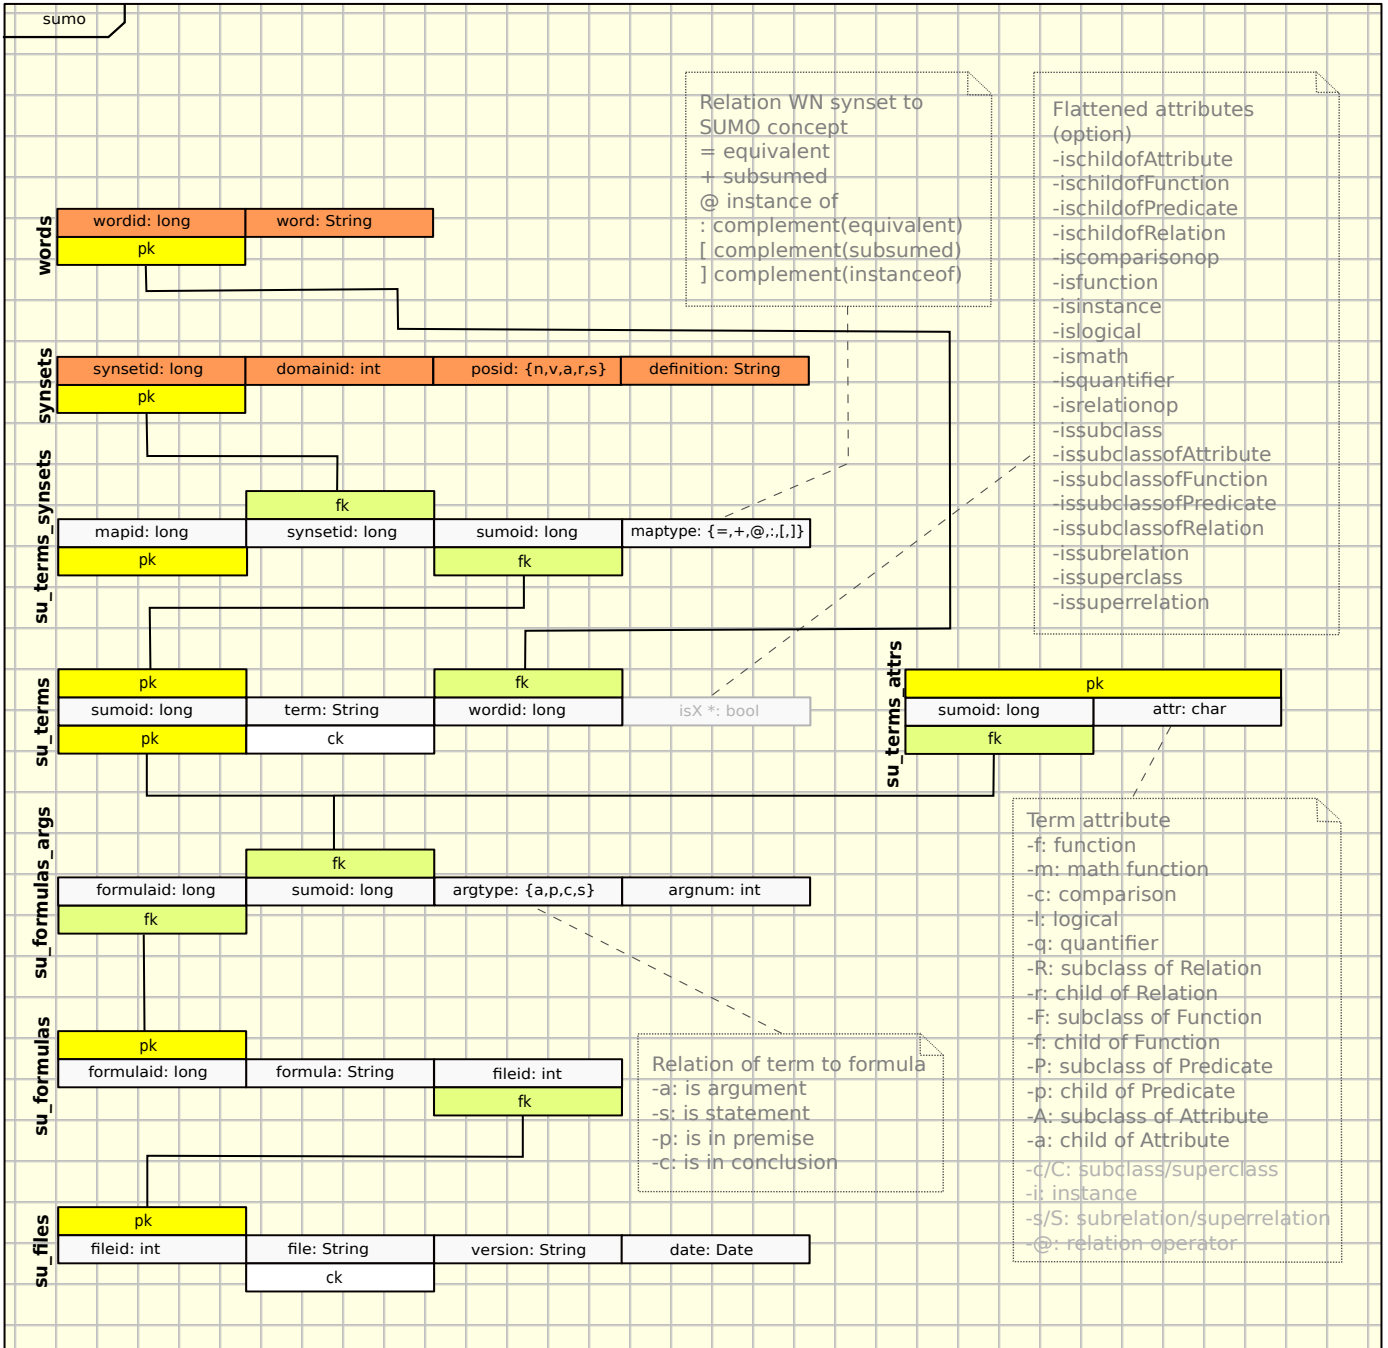 sumo
Relation WN synset to
SUMO concept
= equivalent
+ subsumed
@ instance of
: complement(equivalent)
[ complement(subsumed)
] complement(instanceof)
Flattened attributes
(option)
-ischildofAttribute
-ischildofFunction
-ischildofPredicate
-ischildofRelation
-iscomparisonop
-isfunction
-isinstance
-islogical
-ismath
-isquantifier
-isrelationop
-issubclass
-issubclassofAttribute
-issubclassofFunction
-issubclassofPredicate
-issubclassofRelation
-issubrelation
-issuperclass
-issuperrelation
words
wordid: long
word: String
pk
synsets
synsetid: long
domainid: int
posid: {n,v,a,r,s}
definition: String
pk
su_terms_synsets
fk
mapid: long
synsetid: long
sumoid: long
maptype: {=,+,@,:,[,]}
pk
fk
su_terms
pk
fk
sumoid: long
term: String
wordid: long
isX *: bool
pk
ck
su_terms_attrs
pk
sumoid: long
attr: char
fk
su_formulas_args
fk
formulaid: long
sumoid: long
argtype: {a,p,c,s}
argnum: int
fk
Term attribute
-f: function
-m: math function
-c: comparison
-l: logical
-q: quantifier
-R: subclass of Relation
-r: child of Relation
-F: subclass of Function
-f: child of Function
-P: subclass of Predicate
-p: child of Predicate
-A: subclass of Attribute
-a: child of Attribute
-c/C: subclass/superclass
-i: instance
-s/S: subrelation/superrelation
-@: relation operator
su_formulas
pk
formulaid: long
formula: String
fileid: int
fk
Relation of term to formula
-a: is argument
-s: is statement
-p: is in premise
-c: is in conclusion
su_files
pk
fileid: int
file: String
version: String
date: Date
ck